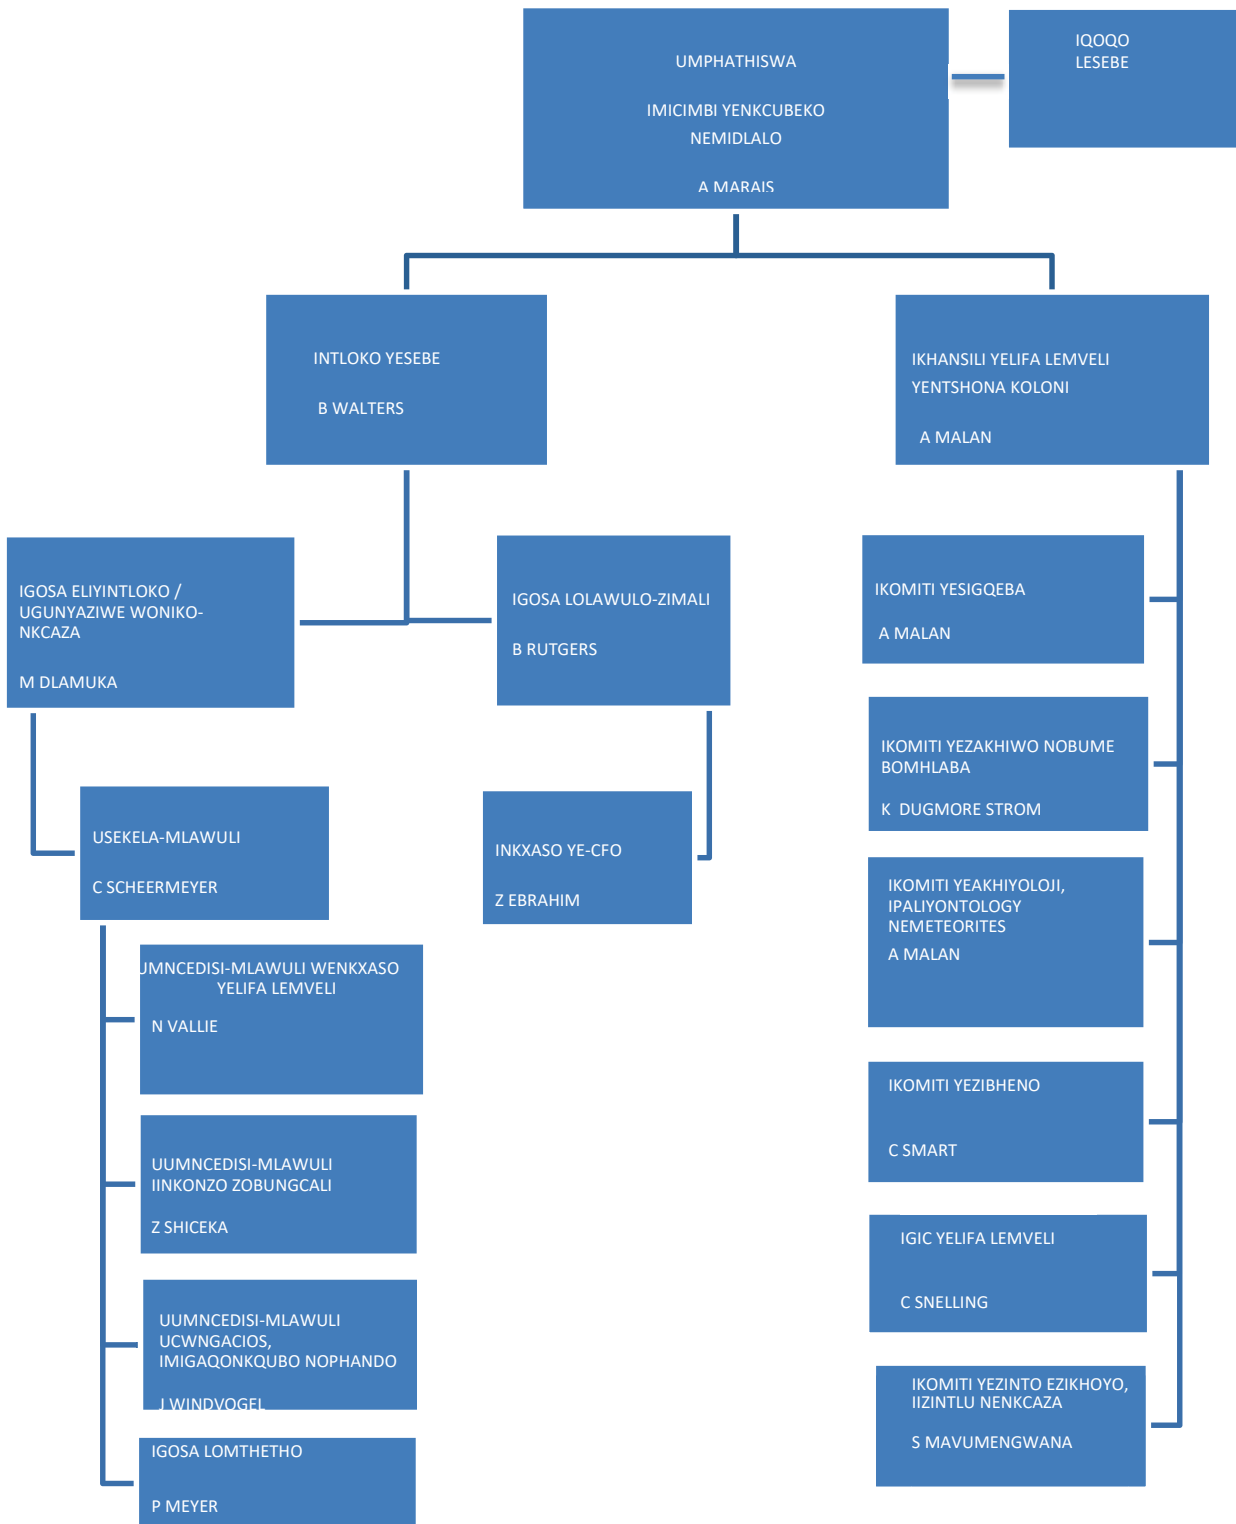 UMPHATHISWA
IMICIMBI YENKCUBEKO
NEMIDLALO
A MARAIS
IQOQO
LESEBE
INTLOKO YESEBE
B WALTERS
IKHANSILI YELIFA LEMVELI
YENTSHONA KOLONI
A MALAN
IGOSA ELIYINTLOKO /
UGUNYAZIWE WONIKO-
NKCAZA
M DLAMUKA
IGOSA LOLAWULO-ZIMALI
B RUTGERS
USEKELA-MLAWULI
C SCHEERMEYER
INKXASO YE-CFO
Z EBRAHIM
UMNCEDISI-MLAWULI WENKXASO
YELIFA LEMVELI
N VALLIE
UUMNCEDISI-MLAWULI
IINKONZO ZOBUNGCALI
Z SHICEKA
UUMNCEDISI-MLAWULI
UCWNGACIOS,
IMIGAQONKQUBO NOPHANDO
J WINDVOGEL
IGOSA LOMTHETHO
P MEYER
IKOMITI YESIGQEBA
A MALAN
IKOMITI YEZAKHIWO NOBUME
BOMHLABA
K DUGMORE STROM
IKOMITI YEAKHIYOLOJI,
IPALIYONTOLOGY
NEMETEORITES
A MALAN
IKOMITI YEZIBHENO
C SMART
IGIC YELIFA LEMVELI
C SNELLING
IKOMITI YEZINTO EZIKHOYO,
IIZINTLU NENKCAZA
S MAVUMENGWANA